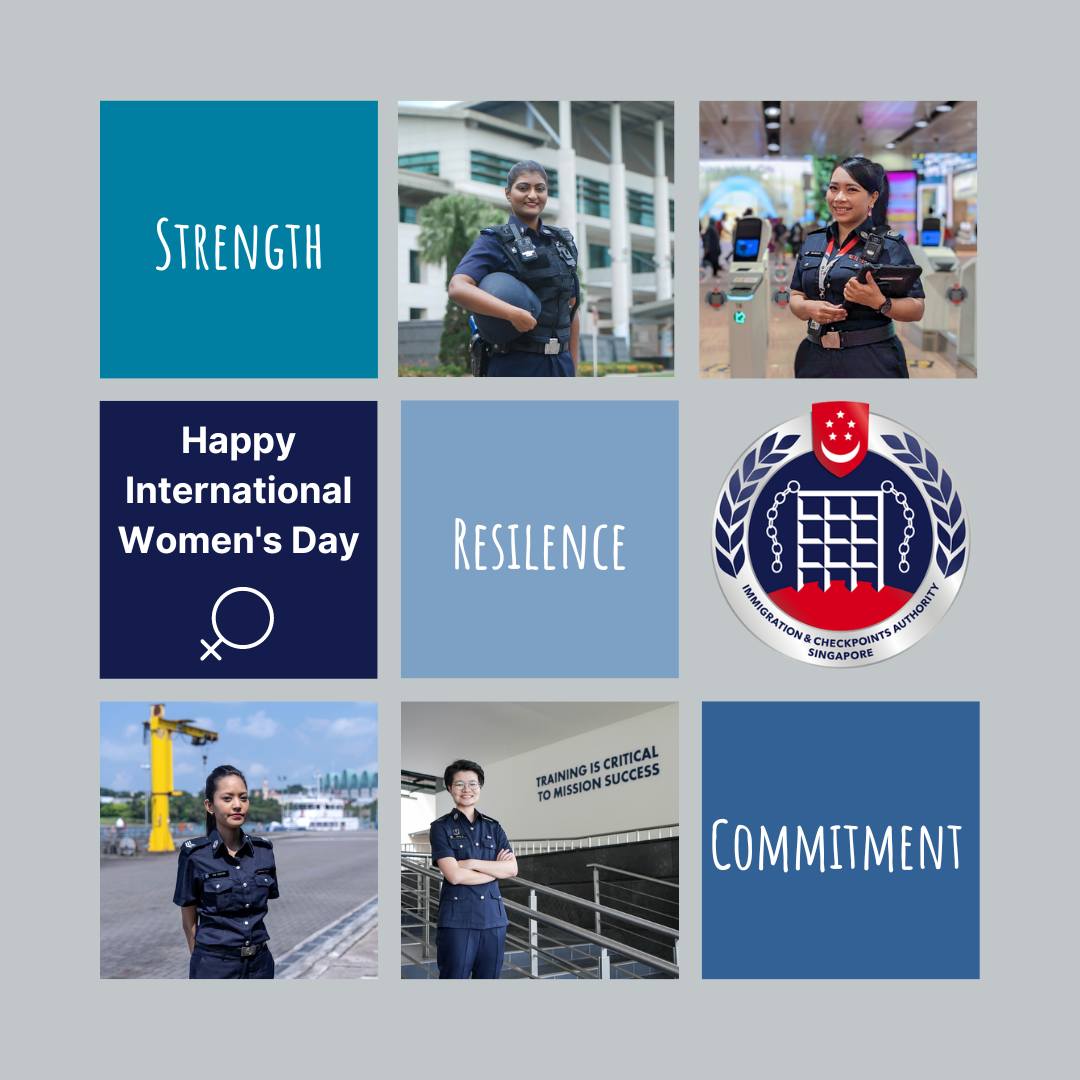 STRENGTH
Happy
International
Women's Day
RESILENCE
IMMIGRATION & CHECKPOINTS AUTHORITY
SINGAPORE
TRAINING IS CRITICAL
TO MISSION SUCCESS
COMMITMENT